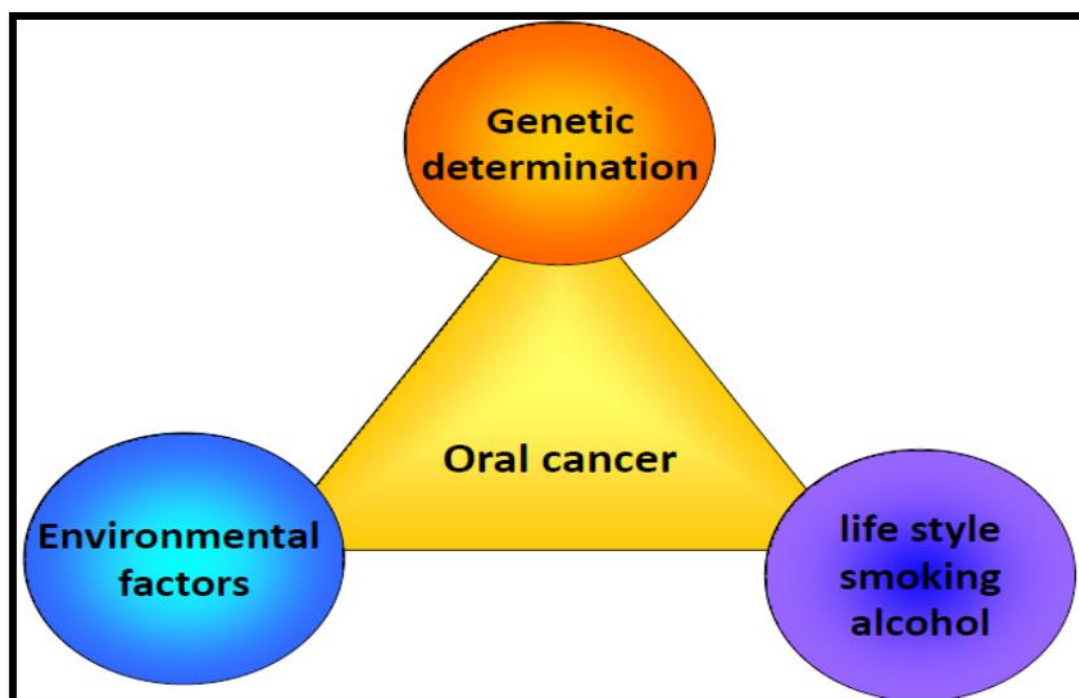 Genetic
determination
Oral cancer
Environmental
factors
life style
smoking
alcohol